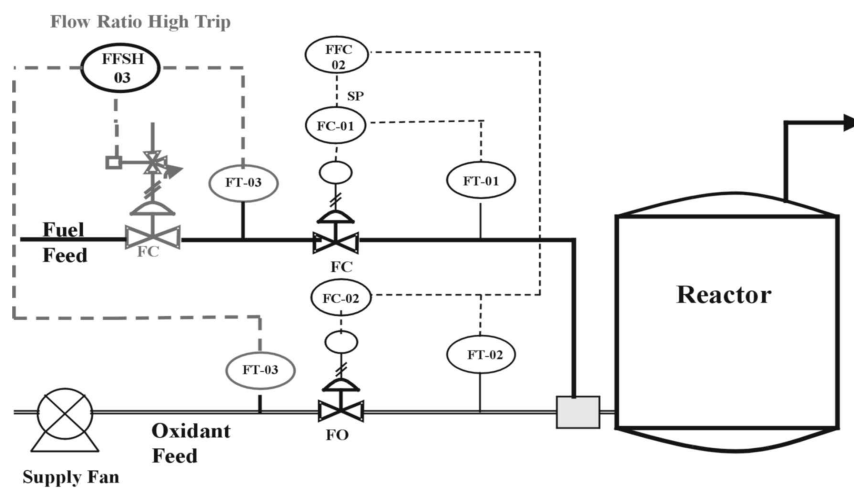 Flow Ratio High Trip
FFSH
03
FFC
02
SP
FC-01
FT-03
FT-01
Fuel
Feed
FC
FC
FC-02
Reactor
FT-03
FT-02
Oxidant
Feed
FO
Supply Fan